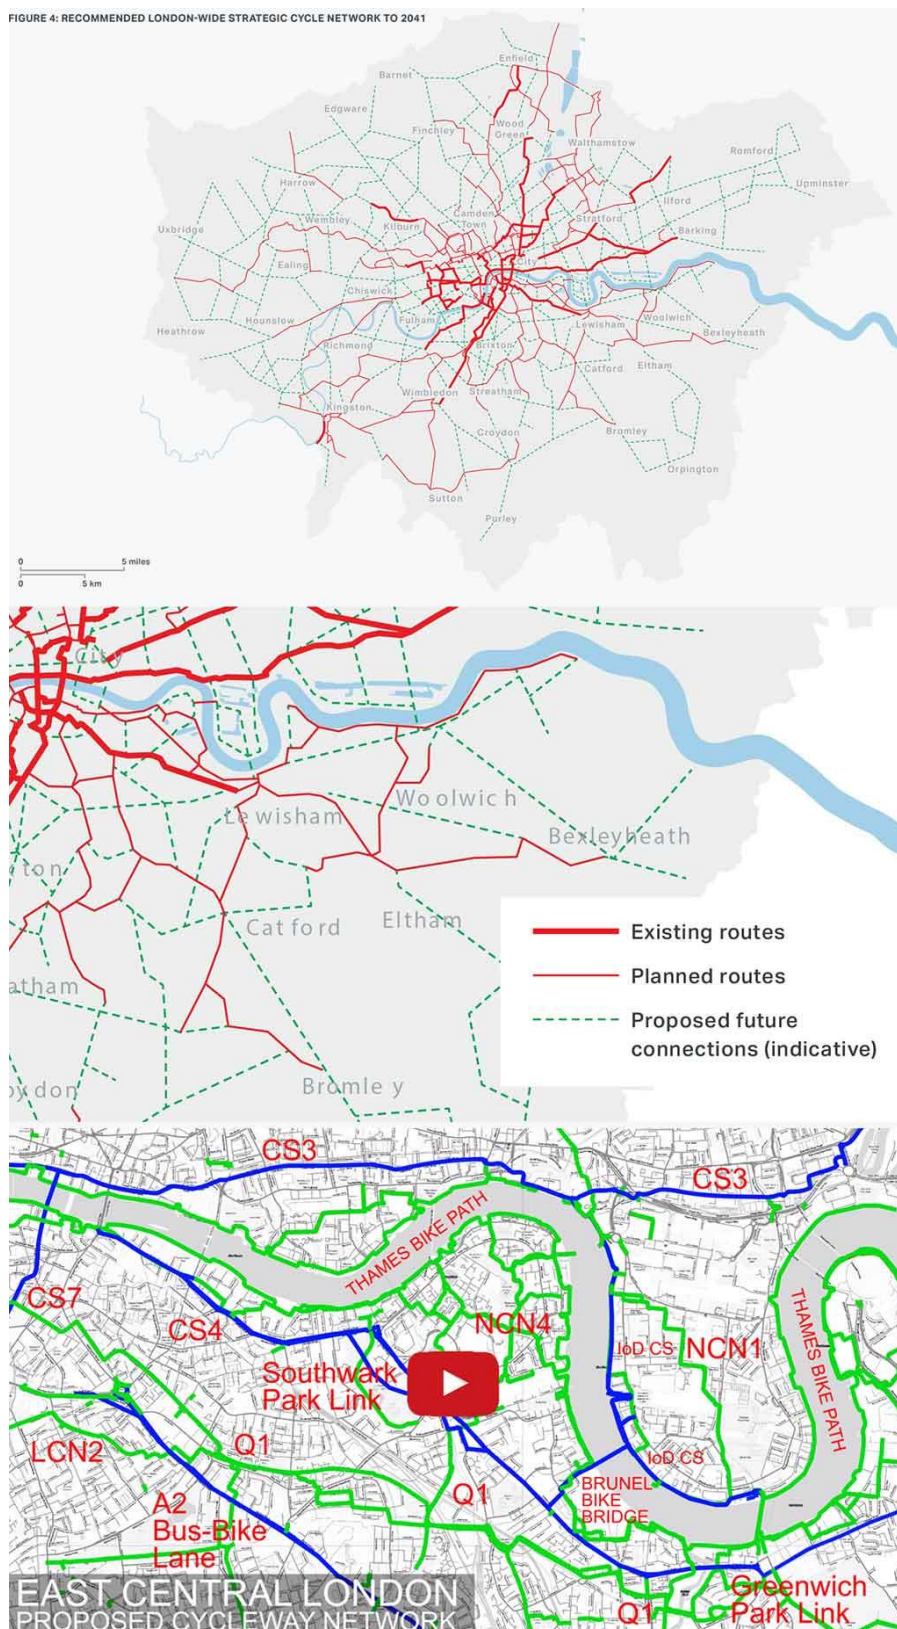 FIGURE 4: RECOMMENDED LONDON-WIDE STRATEGIC CYCLE NETWORK TO 2041
Enfield
Barnet
Edgware
Wood
Green
Finchley
Walthamstow
Romford
Harrow
Ilford
Upminster
Camden
Town
Stratford
Wembley
Kilburn
Uxbridge
Barking
City
Ealing
Chiswick
Hounslow
Fulham
Woolwich
Heathrow
Lewisham
Bexleyheath
Richmond
Brixton
Catford
Eltham
Wimbledon
Streatham
Kingston
Croydon
Bromley
Orpington
Sutton
Purley
0 5 miles
0 5 km
City
Woolwich
Lewisham
Bexleyheath
ton
Catford
Eltham
atham
Existing routes
Planned routes
Proposed future
connections (indicative)
oydon
Bromley
CS3
CS3
THAMES BIKE PATH
CS7
CS4
NCN4
IoD CS
NCN1
THAMES BIKE PATH
Southwark
Park Link
LCN2
Q1
IoD CS
A2
Bus-Bike
Lane
Q1
BRUNEL
BIKE
BRIDGE
Greenwich
Park Link
Q1
EAST CENTRAL LONDON
PROPOSED CYCLEWAY NETWORK